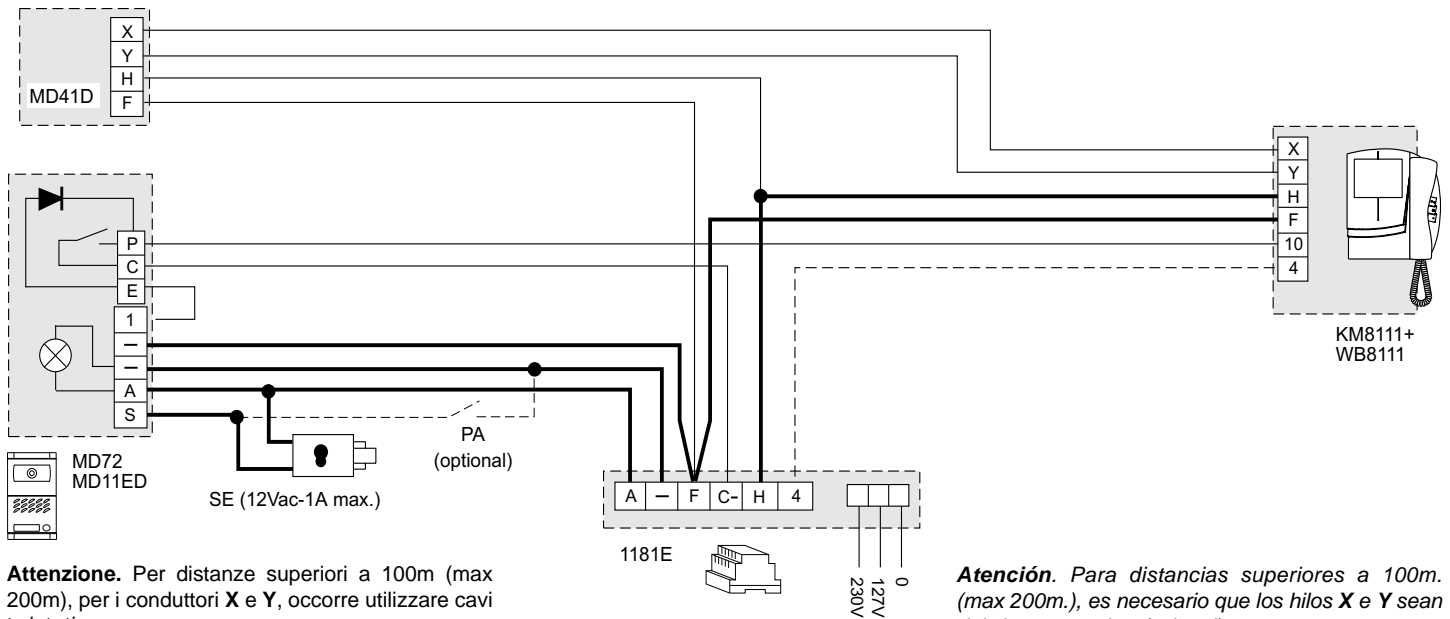 MD41D
X
Y
H
F
X
Y
H
F
10
4
KM8111+
WB8111
P
C
E
1
–
–
A
S
MD72
MD11ED
SE (12Vac-1A max.)
PA
(optional)
A – F C- H 4
1181E
230V
127V
0
Attenzione. Per distanze superiori a 100m (max
200m), per i conduttori X e Y, occorre utilizzare cavi
Atención. Para distancias superiores a 100m.
(max 200m.), es necesario que los hilos X e Y sean